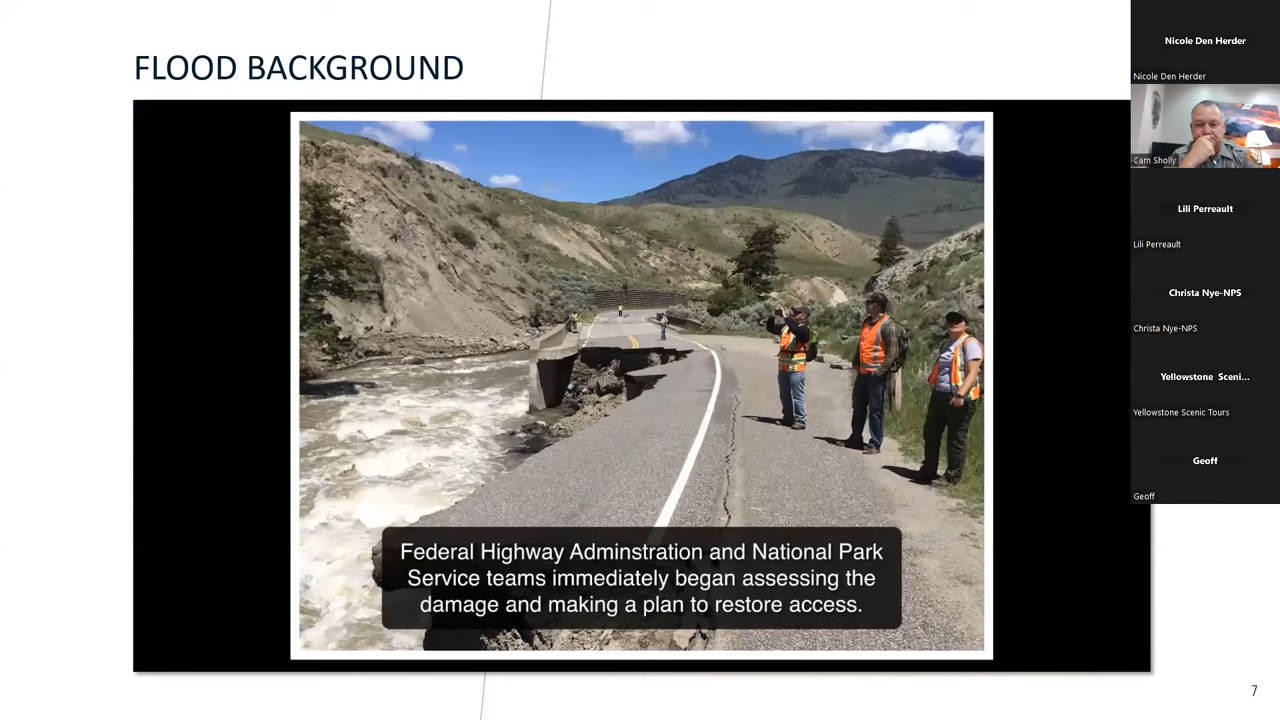 FLOOD BACKGROUND
Federal Highway Adminstration and National Park
Service teams immediately began assessing the
damage and making a plan to restore access.
7
Nicole Den Herder
Nicole Den Herder
Cam Sholly
Lili Perreault
Lili Perreault
Christa Nye-NPS
Christa Nye-NPS
Yellowstone Sceni...
Yellowstone Scenic Tours
Geoff
Geoff